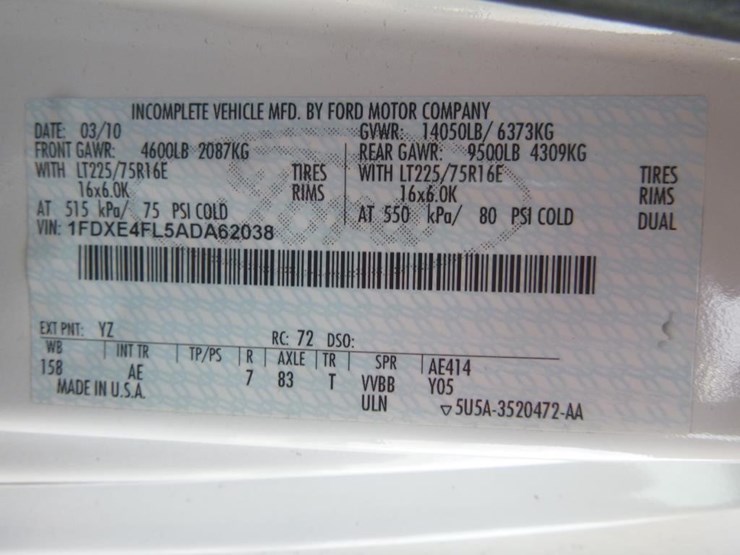 INCOMPLETE VEHICLE MFD. BY FORD MOTOR COMPANY
DATE: 03/10 GVWR: 14050LB/ 6373KG
FRONT GAWR: 4600LB 2087KG REAR GAWR: 9500LB 4309KG
WITH LT225/75R16E TIRES WITH LT225/75R16E TIRES
16x6.0K RIMS 16x6.0K RIMS
AT 515 kPa/ 75 PSI COLD AT 550 kPa/ 80 PSI COLD DUAL
VIN: 1FDXE4FL5ADA62038
EXT PNT: YZ RC: 72 DSO:
WB INT TR TP/PS R AXLE TR SPR AE414
158 AE 7 83 T VVBB Y05
MADE IN U.S.A. ULN ▽5U5A-3520472-AA